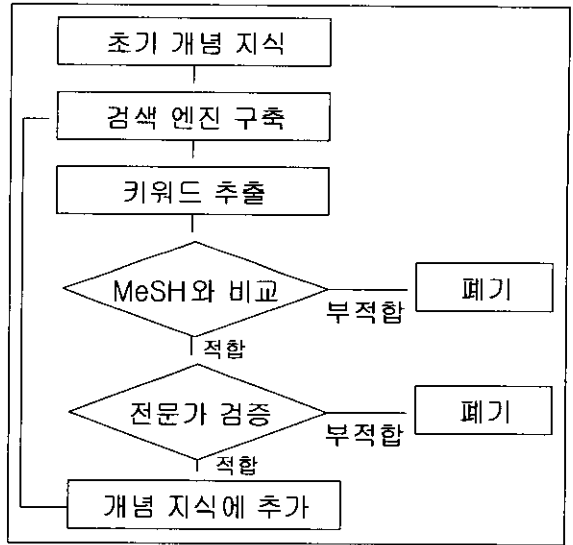 초기 개념 지식
검색 엔진 구축
키워드 추출
MeSH와 비교
폐기
부적합
적합
전문가 검증
폐기
부적합
적합
개념 지식에 추가